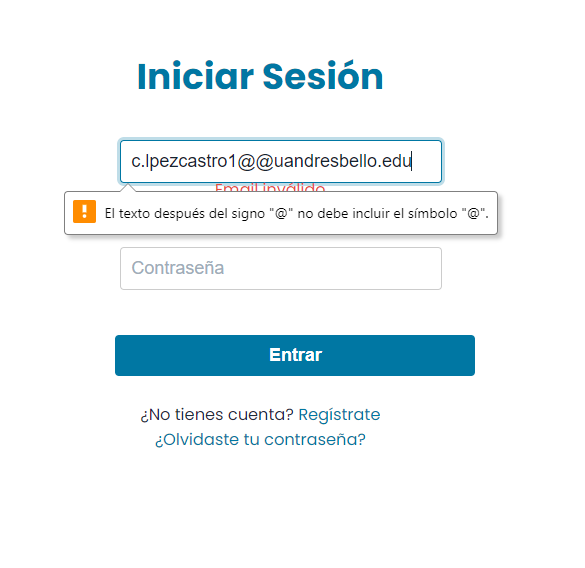 Iniciar Sesión
c.lpezcastro1@@uandresbello.edu
Email inválido
El texto después del signo "@" no debe incluir el símbolo "@".
Contraseña
Entrar
¿No tienes cuenta? Regístrate
¿Olvidaste tu contraseña?